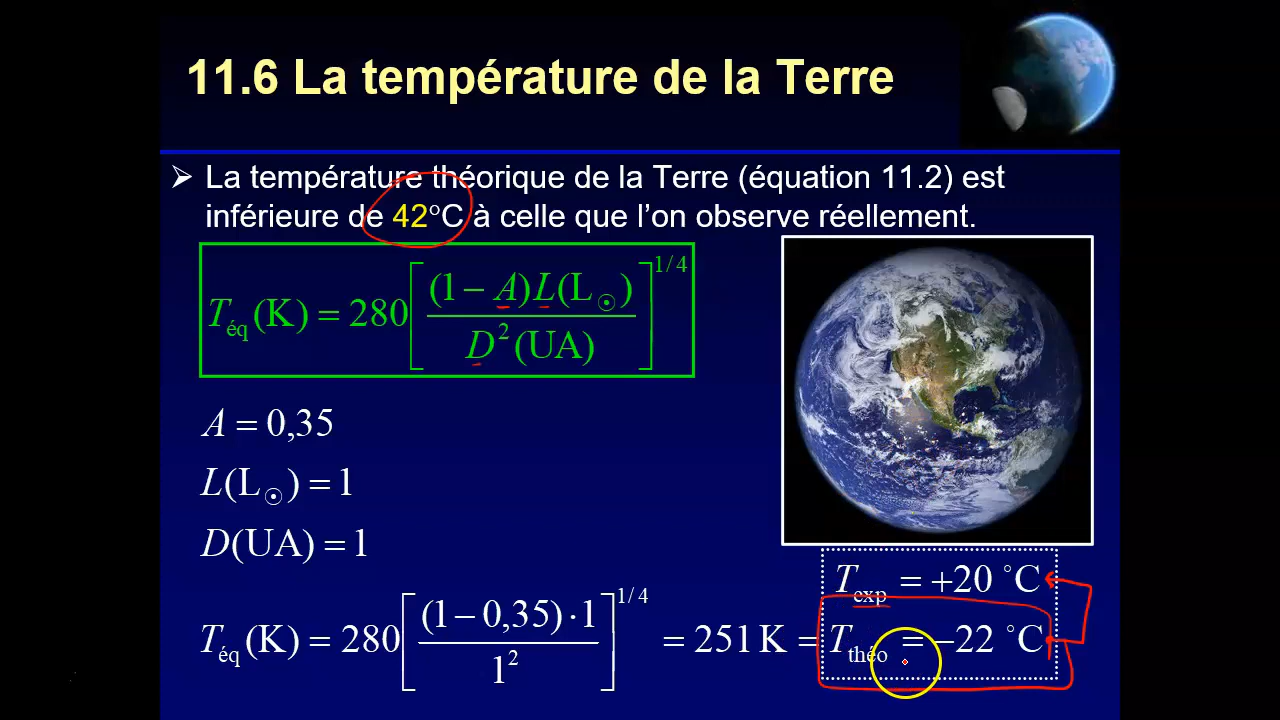 11.6 La température de la Terre
➢ La température théorique de la Terre (équation 11.2) est
inférieure de 42°C à celle que l’on observe réellement.
T_éq (K) = 280 [ (1 − A) L(L_☉) / D² (UA) ]^1/4
A = 0,35
L(L_☉) = 1
D(UA) = 1
T_exp = +20 °C
T_éq (K) = 280 [ (1 − 0,35) · 1 / 1² ]^1/4 = 251 K = T_théo = −22 °C